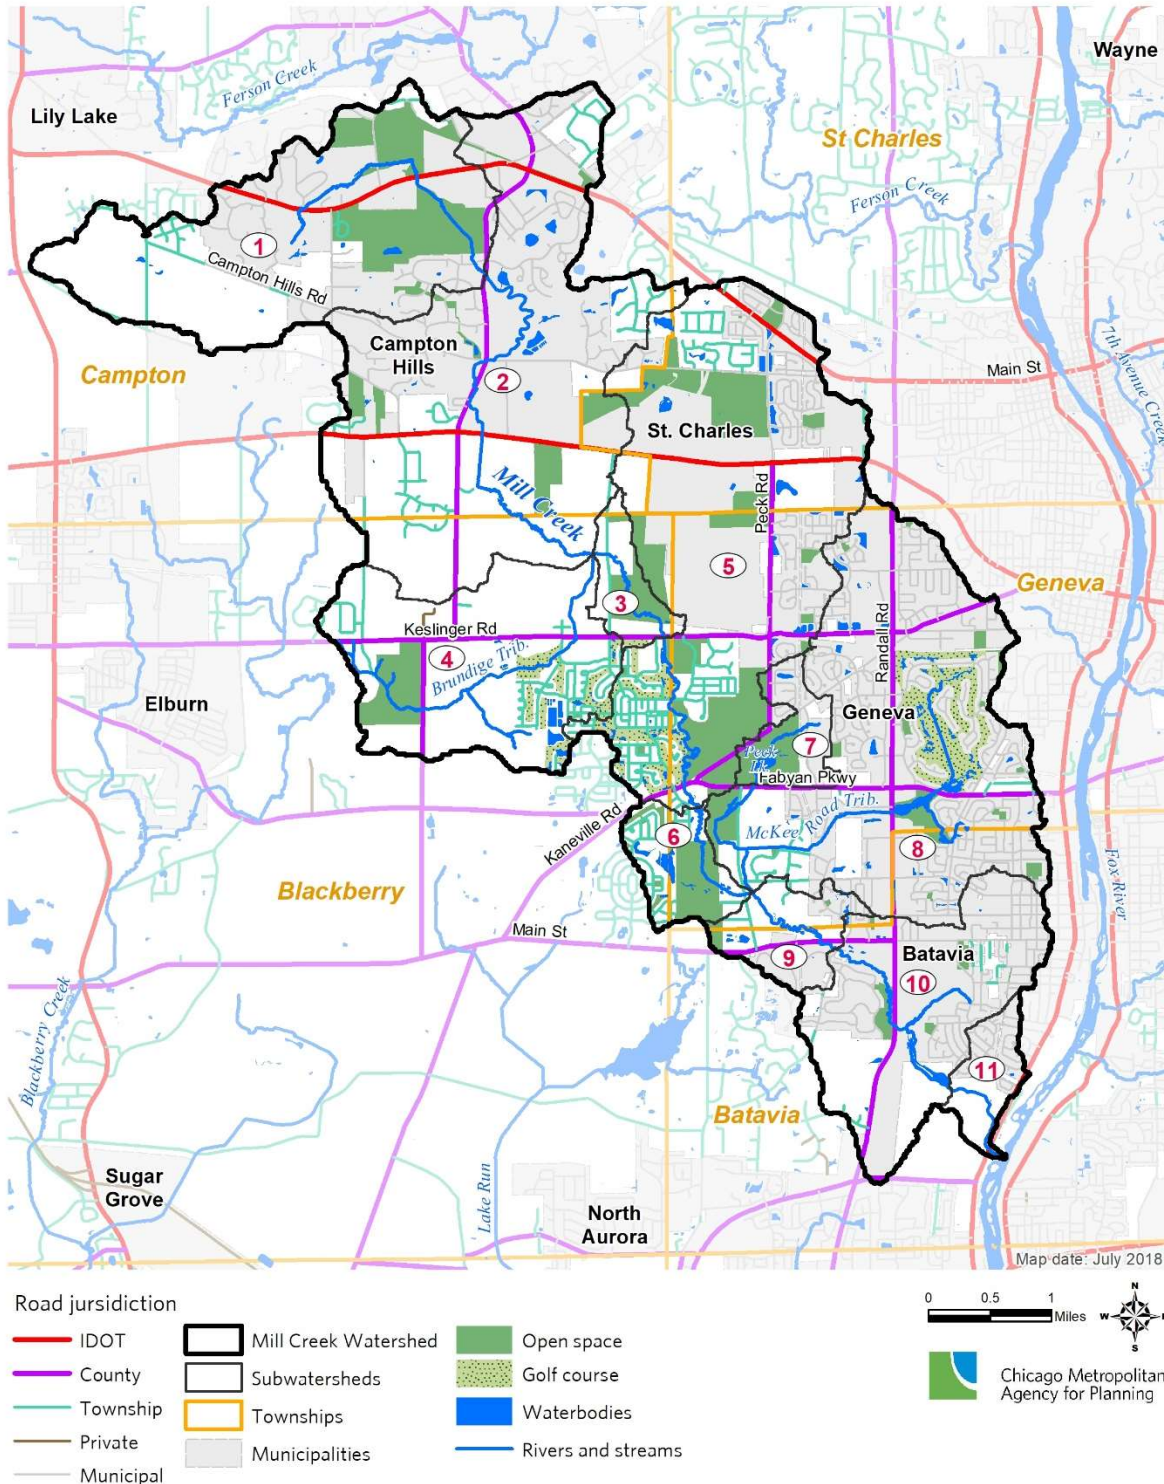 Wayne
Ferson Creek
Lily Lake
St Charles
Ferson Creek
1
Campton Hills Rd
7th Avenue Creek
Campton
Hills
Campton
2
Main St
St. Charles
Mill Creek
Peck Rd
5
Geneva
3
Keslinger Rd
Randall Rd
4
Brundige Trib.
Elburn
Geneva
7
Peck
Lk
Fabyan Pkwy
Kaneville Rd
6
McKee Road Trib.
8
Blackberry
Fox River
Main St
9
Batavia
10
Blackberry Creek
11
Batavia
Sugar
Grove
Lake Run
North
Aurora
Map date: July 2018
Road jursidiction
IDOT
County
Township
Private
Municipal
Mill Creek Watershed
Subwatersheds
Townships
Municipalities
Open space
Golf course
Waterbodies
Rivers and streams
0 0.5 1
Miles
N
W
S
Chicago Metropolitan
Agency for Planning